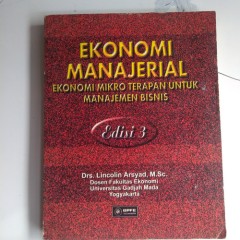 EKONOMI
MANAJERIAL
EKONOMI MIKRO TERAPAN UNTUK
MANAJEMEN BISNIS
Edisi 3
Drs. Lincolin Arsyad, M.Sc.
Dosen Fakultas Ekonomi
Universitas Gadjah Mada
Yogyakarta
BPFE